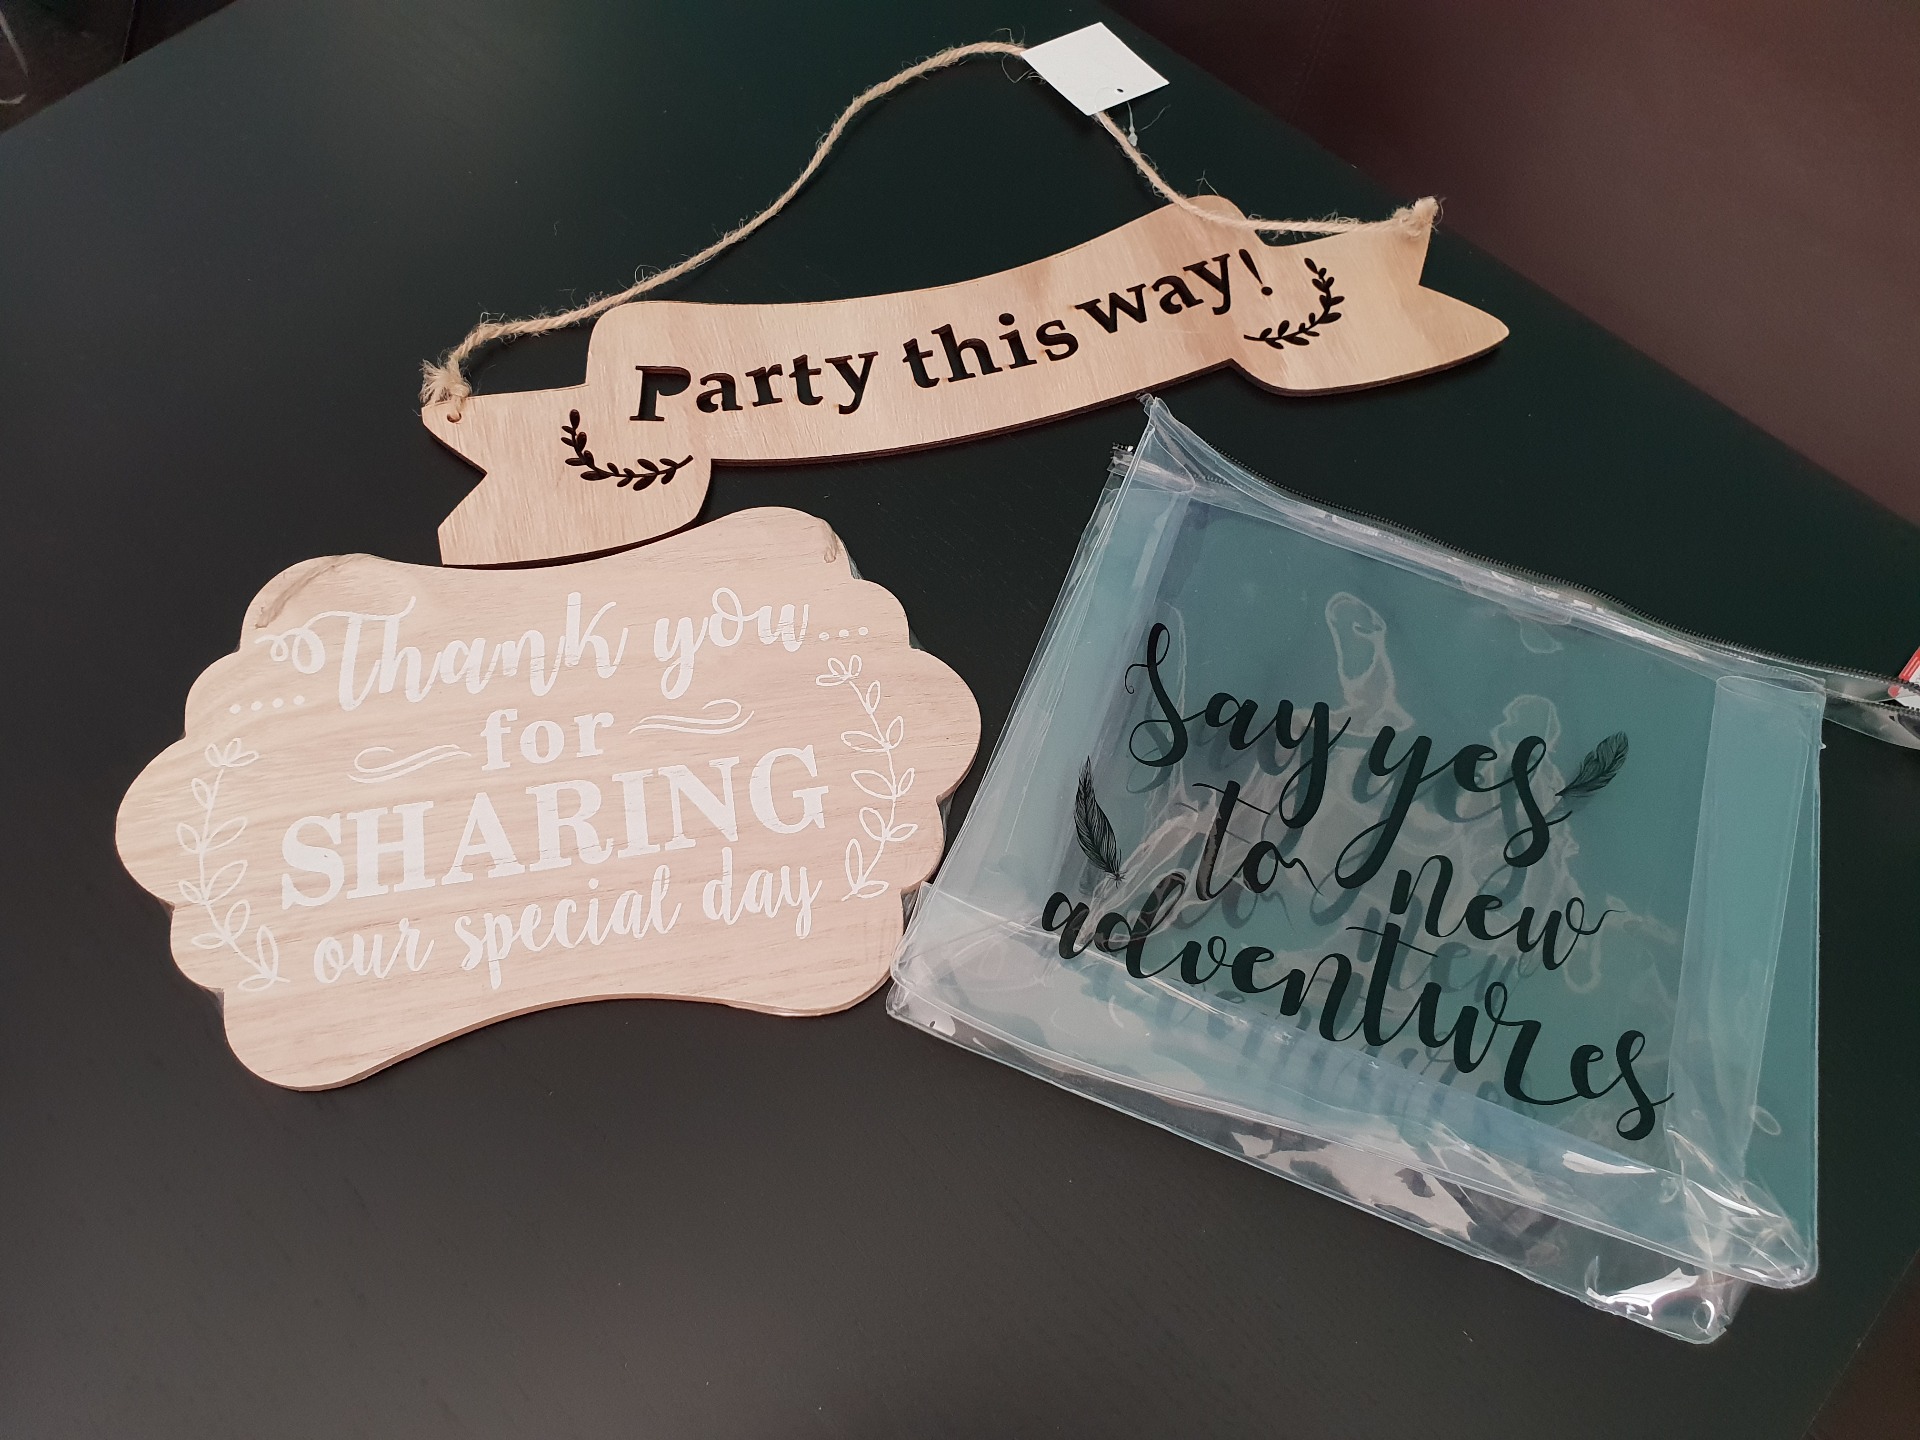 Party this way!
Thank you...
for
SHARING
our special day
Say yes
to new
adventures